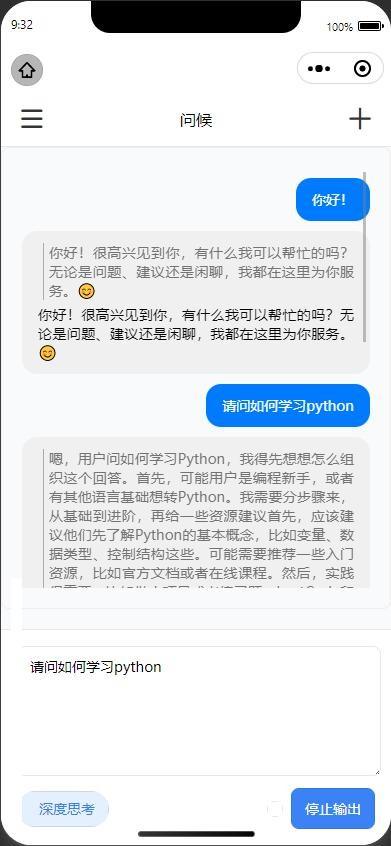 9:32
100%
问候
你好！
你好！很高兴见到你，有什么我可以帮忙的吗？
无论是问题、建议还是闲聊，我都在这里为你服
务。😊
你好！很高兴见到你，有什么我可以帮忙的吗？无
论是问题、建议还是闲聊，我都在这里为你服务。
😊
请问如何学习python
嗯，用户问如何学习Python，我得先想想怎么组
织这个回答。首先，可能用户是编程新手，或者
有其他语言基础想转Python。我需要分步骤来，
从基础到进阶，再给一些资源建议首先，应该建
议他们先了解Python的基本概念，比如变量、数
据类型、控制结构这些。可能需要推荐一些入门
资源，比如官方文档或者在线课程。然后，实践
请问如何学习python
深度思考
停止输出